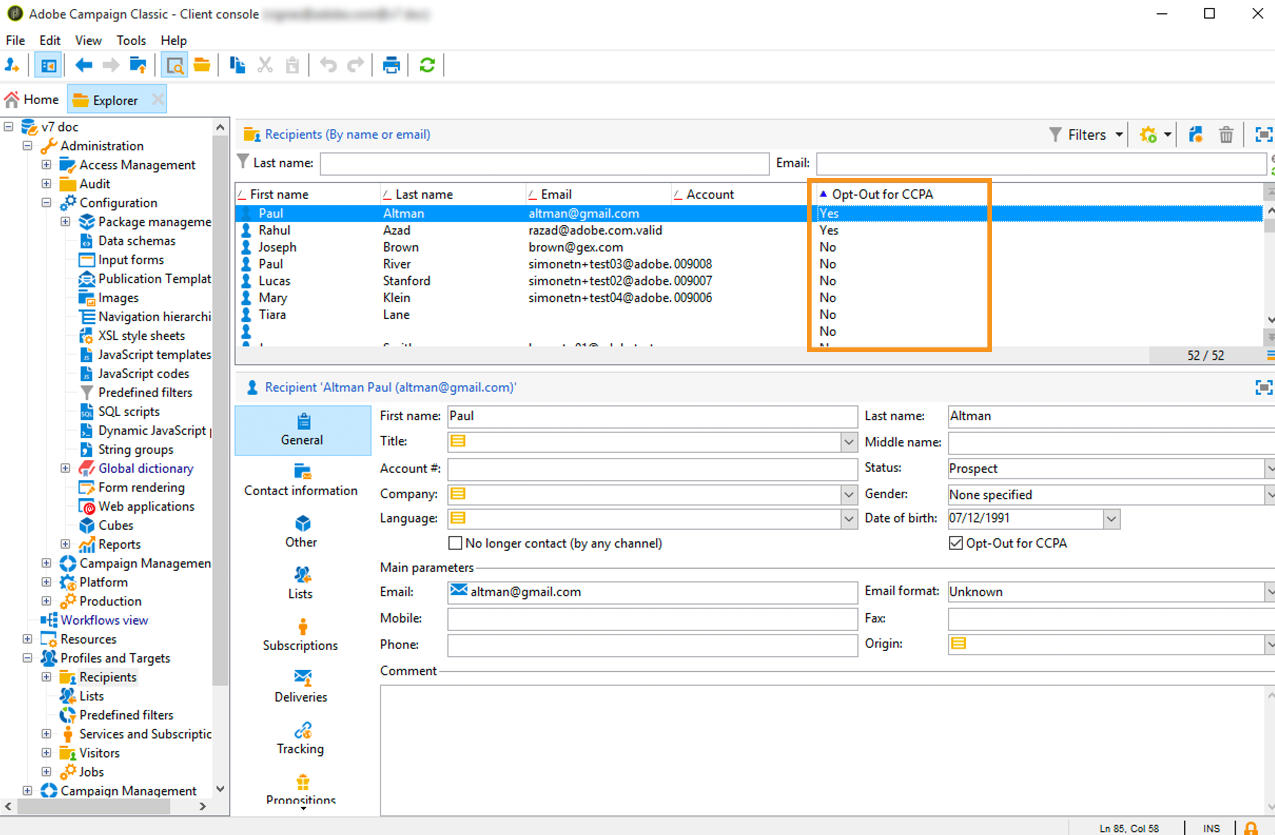 Adobe Campaign Classic - Client console
File Edit View Tools Help
Home Explorer
v7 doc
Administration
Access Management
Audit
Configuration
Package manageme
Data schemas
Input forms
Publication Templat
Images
Navigation hierarchi
XSL style sheets
JavaScript templates
JavaScript codes
Predefined filters
SQL scripts
Dynamic JavaScript p
String groups
Global dictionary
Form rendering
Web applications
Cubes
Reports
Campaign Managemen
Platform
Production
Workflows view
Resources
Profiles and Targets
Recipients
Lists
Predefined filters
Services and Subscriptic
Visitors
Jobs
Campaign Management
Recipients (By name or email) Filters
Last name: Email:
First name Last name Email Account Opt-Out for CCPA
Paul Altman altman@gmail.com Yes
Rahul Azad razad@adobe.com.valid Yes
Joseph Brown brown@gex.com No
Paul River simonetn+test03@adobe. 009008 No
Lucas Stanford simonetn+test02@adobe. 009007 No
Mary Klein simonetn+test04@adobe. 009006 No
Tiara Lane No
No
52 / 52
Recipient 'Altman Paul (altman@gmail.com)'
General
Contact information
Other
Lists
Subscriptions
Deliveries
Tracking
Propositions
First name: Paul Last name: Altman
Title: Middle name:
Account #: Status: Prospect
Company: Gender: None specified
Language: Date of birth: 07/12/1991
No longer contact (by any channel) Opt-Out for CCPA
Main parameters
Email: altman@gmail.com Email format: Unknown
Mobile: Fax:
Phone: Origin:
Comment
Ln 85, Col 58 INS